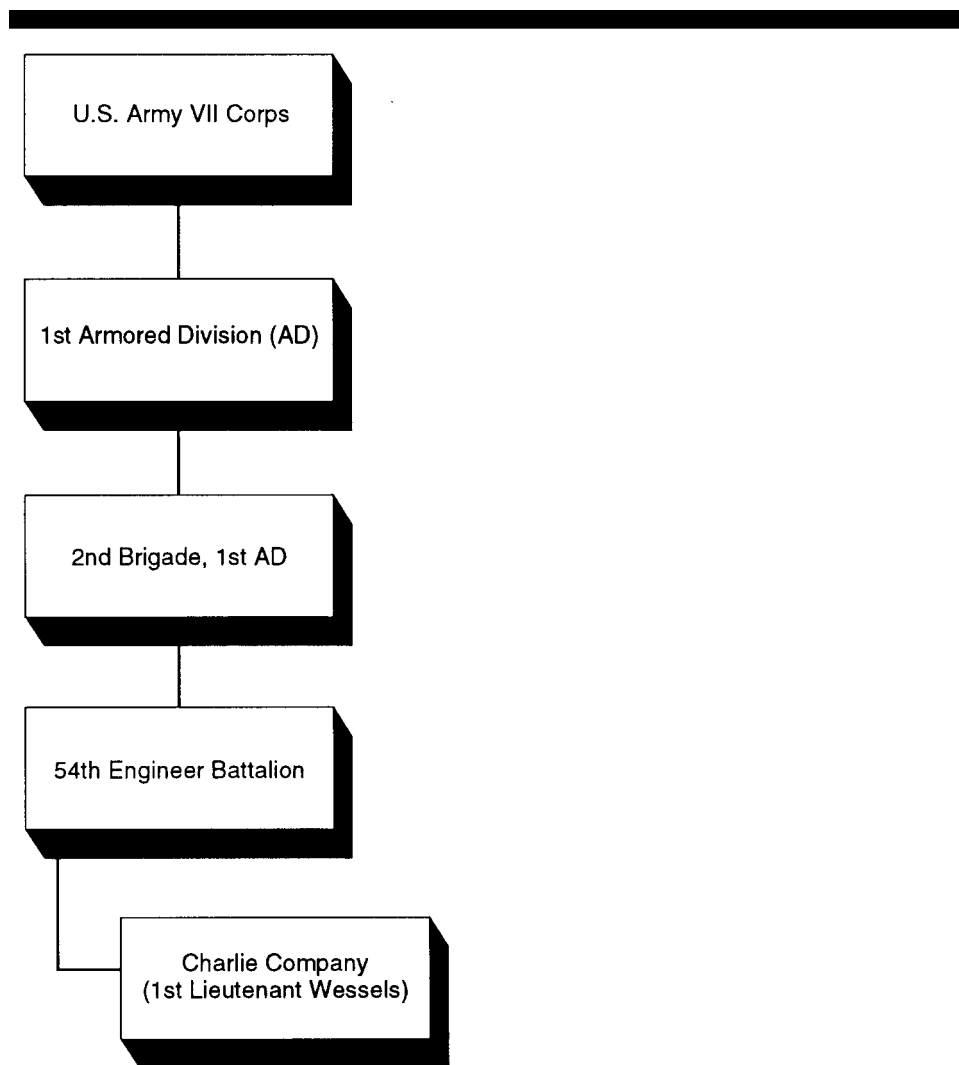 U.S. Army VII Corps
1st Armored Division (AD)
2nd Brigade, 1st AD
54th Engineer Battalion
Charlie Company
(1st Lieutenant Wessels)